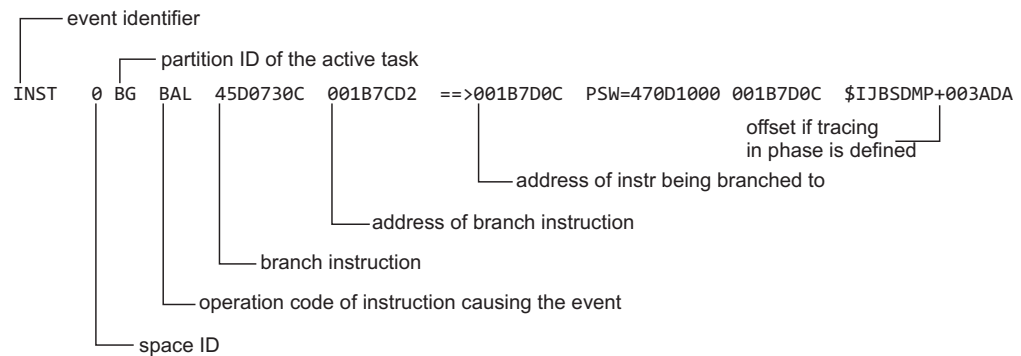 event identifier
partition ID of the active task
INST 0 BG BAL 45D0730C 001B7CD2 ==>001B7D0C PSW=470D1000 001B7D0C $IJBSDMP+003ADA
offset if tracing
in phase is defined
address of instr being branched to
address of branch instruction
branch instruction
operation code of instruction causing the event
space ID